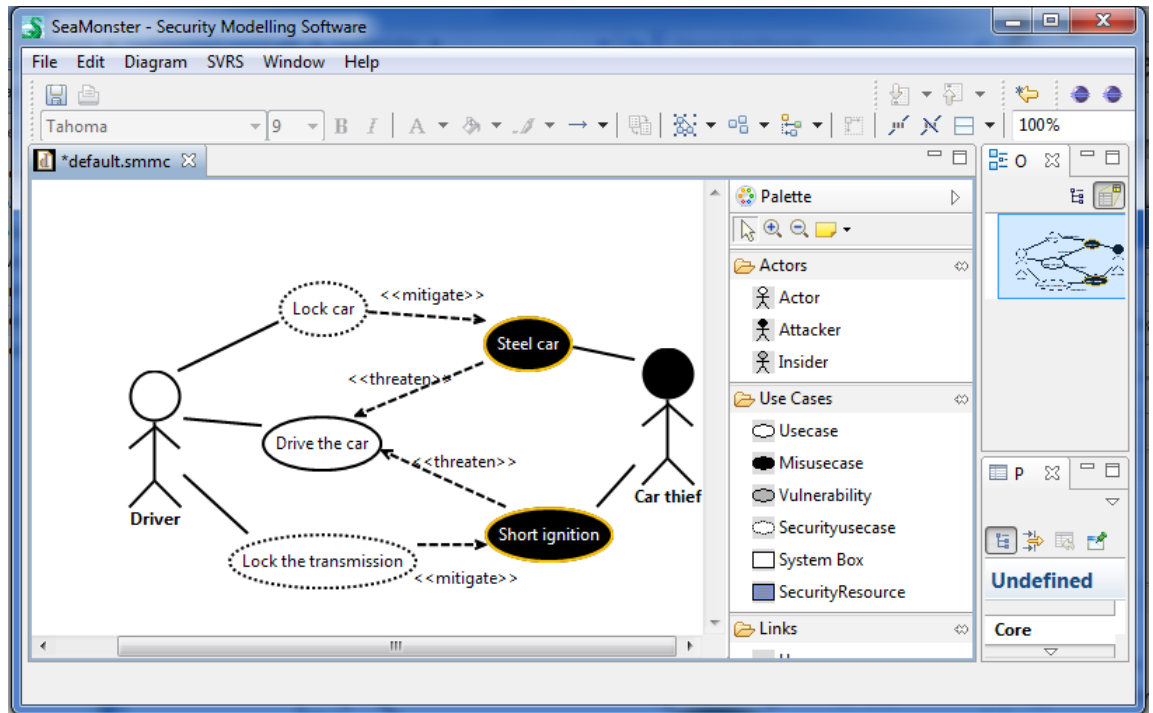 SeaMonster - Security Modelling Software
File Edit Diagram SVRS Window Help
Tahoma 9 B I A 100%
*default.smmc
O
Palette
Actors
Actor
Attacker
Insider
Use Cases
Usecase
Misusecase
Vulnerability
Securityusecase
System Box
SecurityResource
Links
<<mitigate>>
Lock car
Steel car
<<threaten>>
Drive the car
<<threaten>>
Driver
Car thief
Short ignition
Lock the transmission
<<mitigate>>
P
Undefined
Core